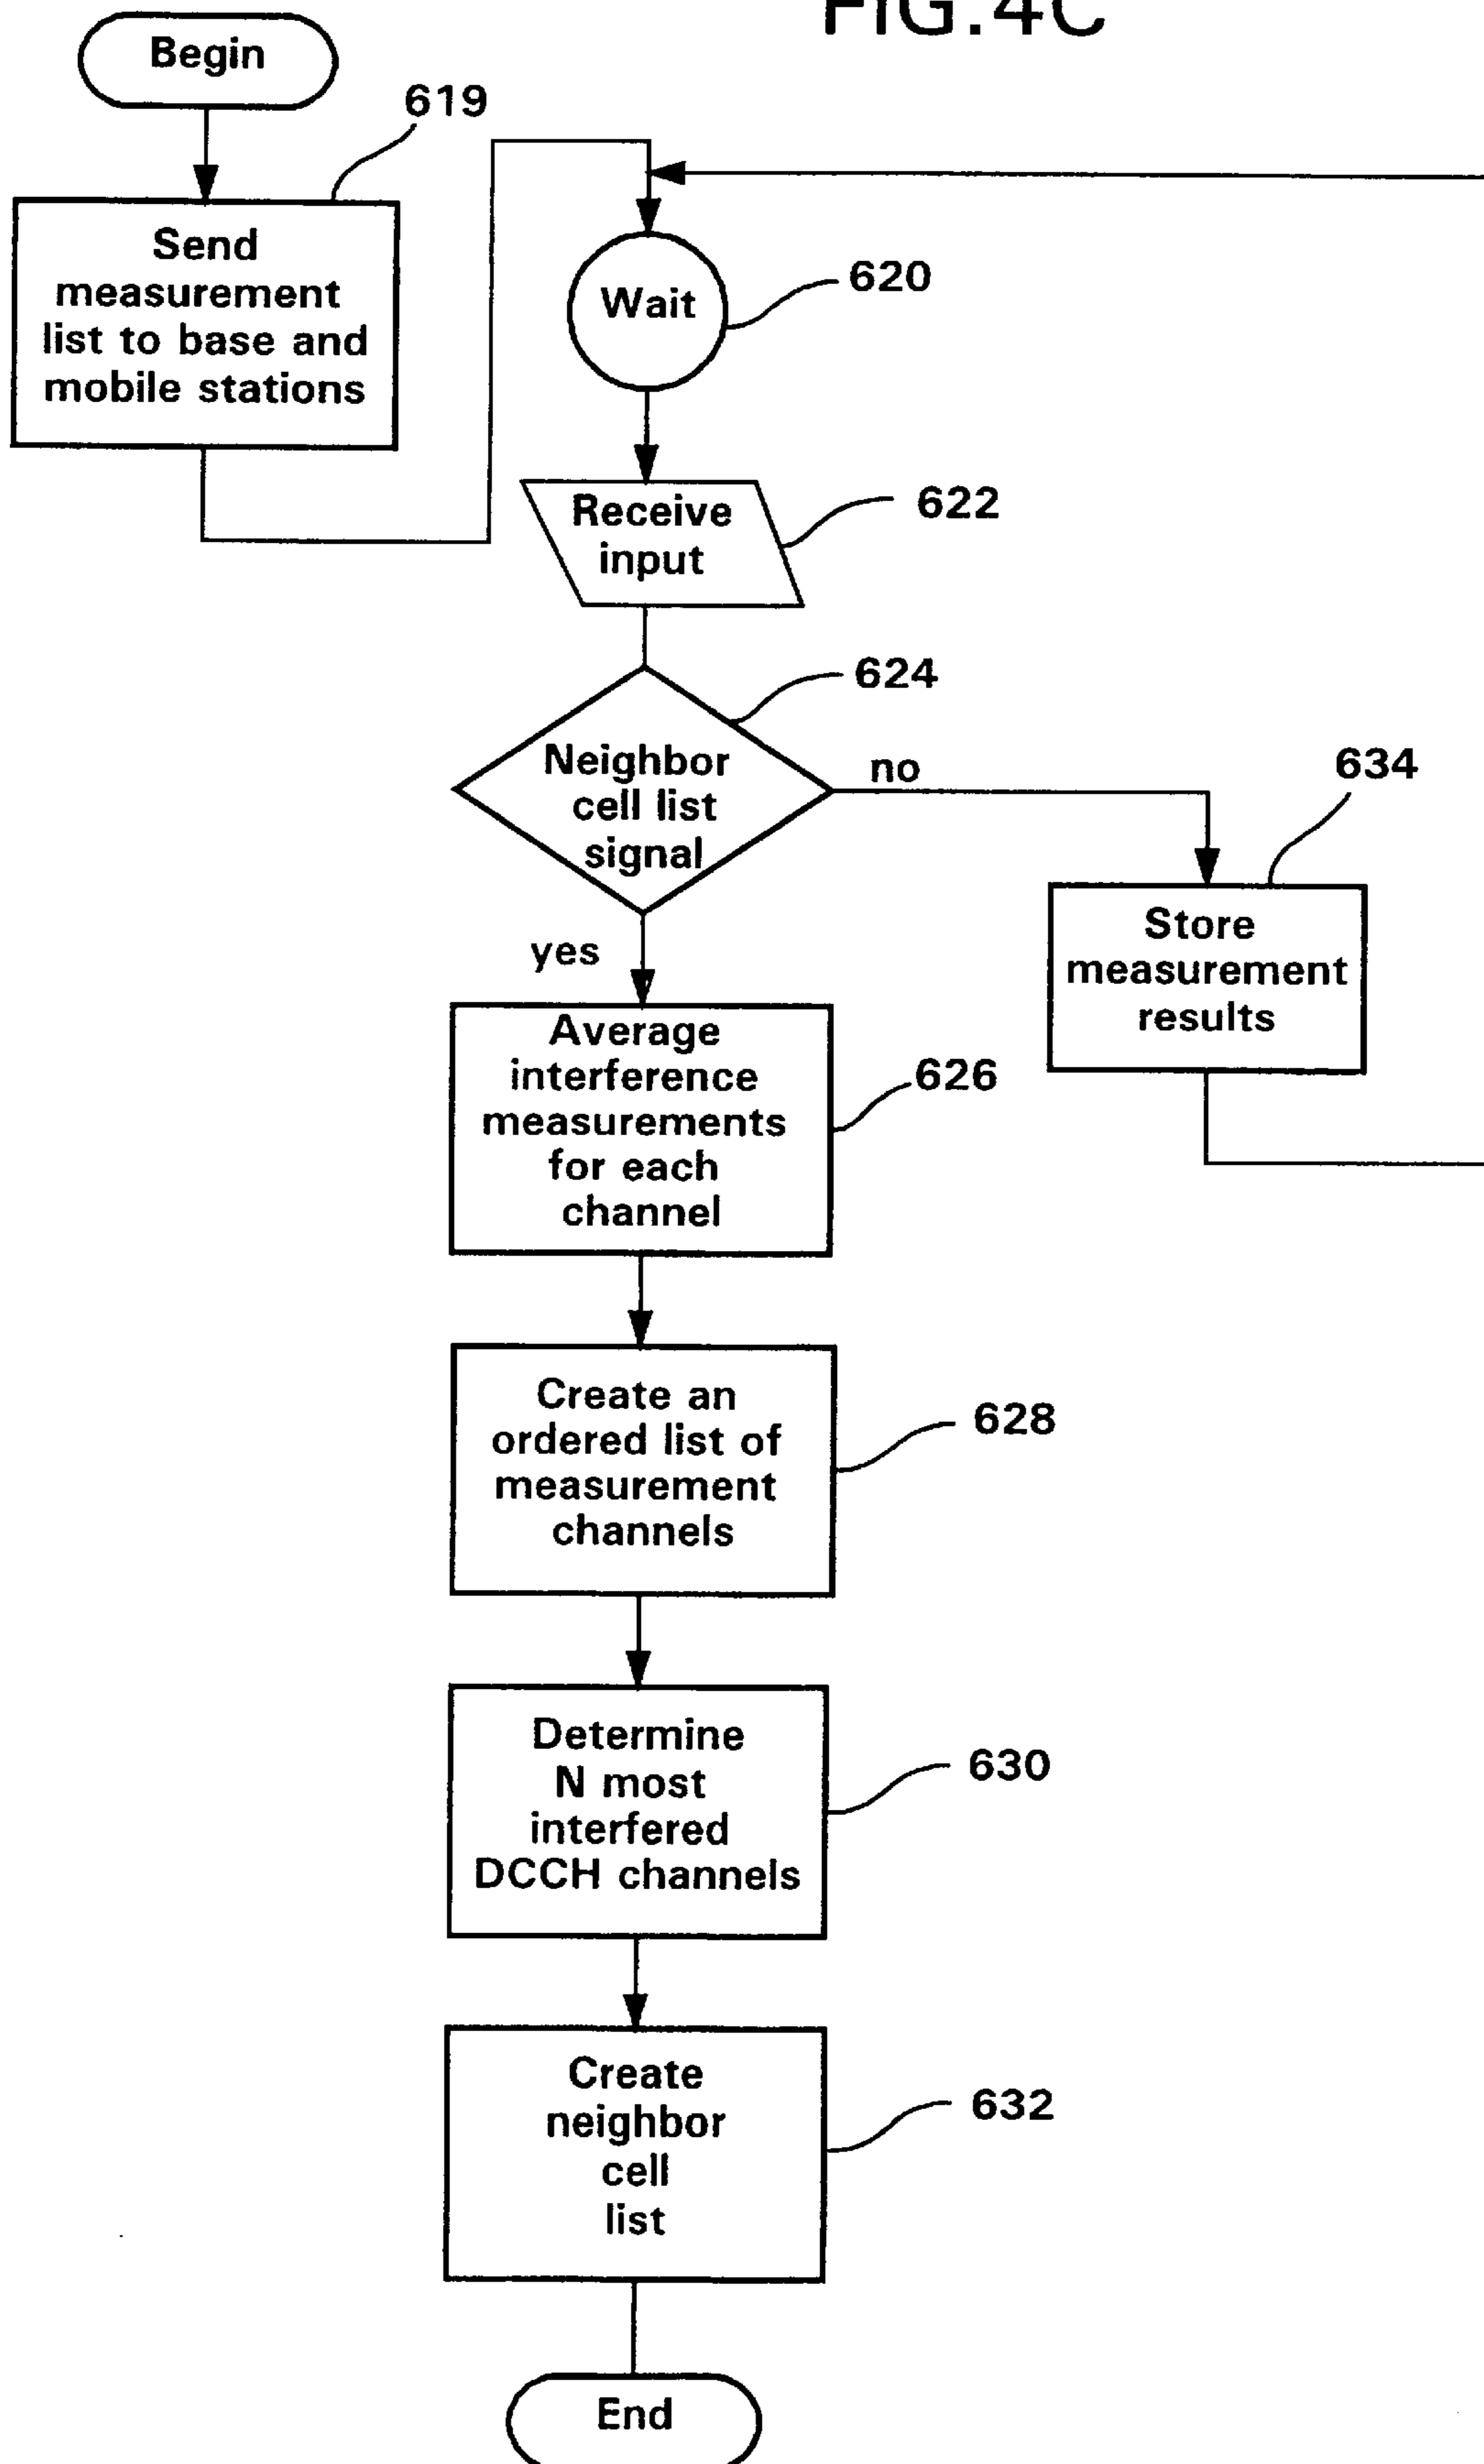 FIG.4C
Begin
619
Send
measurement
list to base and
mobile stations
Wait
620
Receive
input
622
624
Neighbor
cell list
signal
no
634
yes
Store
measurement
results
Average
interference
measurements
for each
channel
626
Create an
ordered list of
measurement
channels
628
Determine
N most
interfered
DCCH channels
630
Create
neighbor
cell
list
632
End